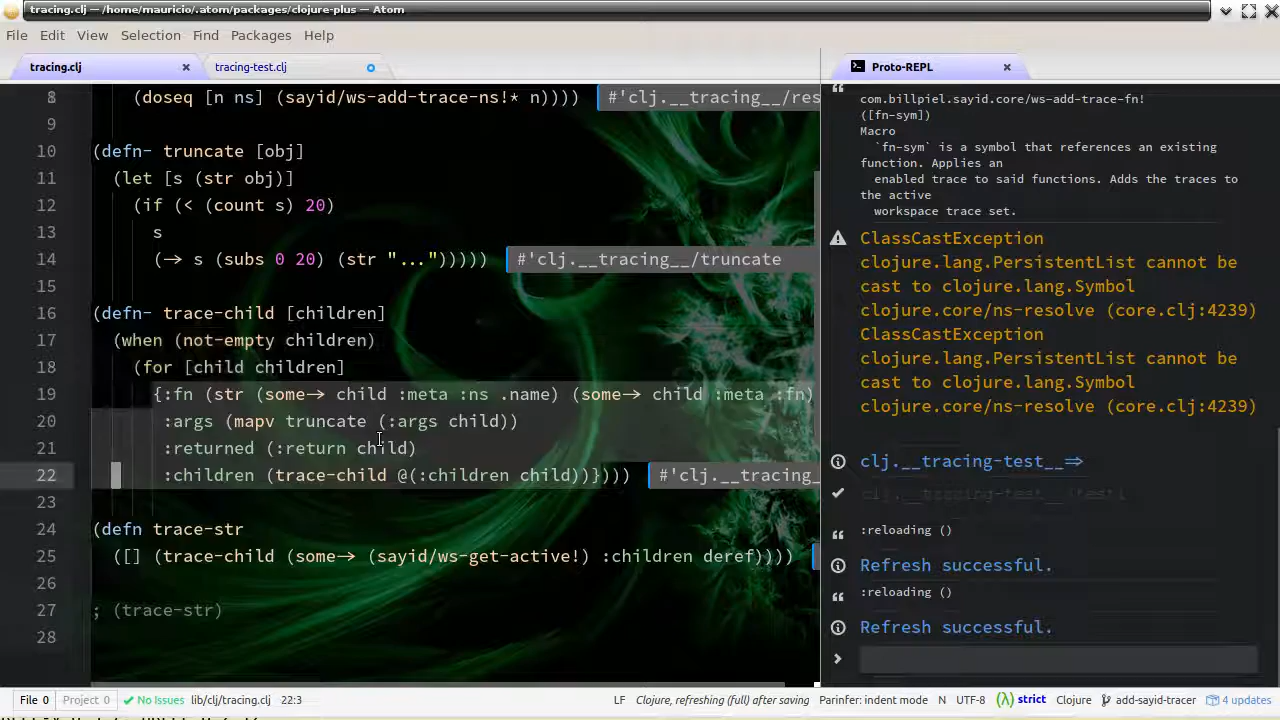 tracing.clj — /home/mauricio/.atom/packages/clojure-plus — Atom
File Edit View Selection Find Packages Help
tracing.clj
tracing-test.clj
Proto-REPL
8 (doseq [n ns] (sayid/ws-add-trace-ns!* n)))) #'clj.__tracing__/res
9
10 (defn- truncate [obj]
11 (let [s (str obj)]
12 (if (< (count s) 20)
13 s
14 (-> s (subs 0 20) (str "..."))))) #'clj.__tracing__/truncate
15
16 (defn- trace-child [children]
17 (when (not-empty children)
18 (for [child children]
19 {:fn (str (some-> child :meta :ns .name) (some-> child :meta :fn)
20 :args (mapv truncate (:args child))
21 :returned (:return child)
22 :children (trace-child @(:children child))}))) #'clj.__tracing_
23
24 (defn trace-str
25 ([] (trace-child (some-> (sayid/ws-get-active!) :children deref))))
26
27 ; (trace-str)
28
com.billpiel.sayid.core/ws-add-trace-fn!
([fn-sym])
Macro
`fn-sym` is a symbol that references an existing
function. Applies an
enabled trace to said functions. Adds the traces to
the active
workspace trace set.
ClassCastException
clojure.lang.PersistentList cannot be
cast to clojure.lang.Symbol
clojure.core/ns-resolve (core.clj:4239)
ClassCastException
clojure.lang.PersistentList cannot be
cast to clojure.lang.Symbol
clojure.core/ns-resolve (core.clj:4239)
clj.__tracing-test__=>
:reloading ()
Refresh successful.
:reloading ()
Refresh successful.
File 0 Project 0 No Issues lib/clj/tracing.clj 22:3 LF Clojure, refreshing (full) after saving Parinfer: indent mode N UTF-8 (λ) strict Clojure add-sayid-tracer 4 updates